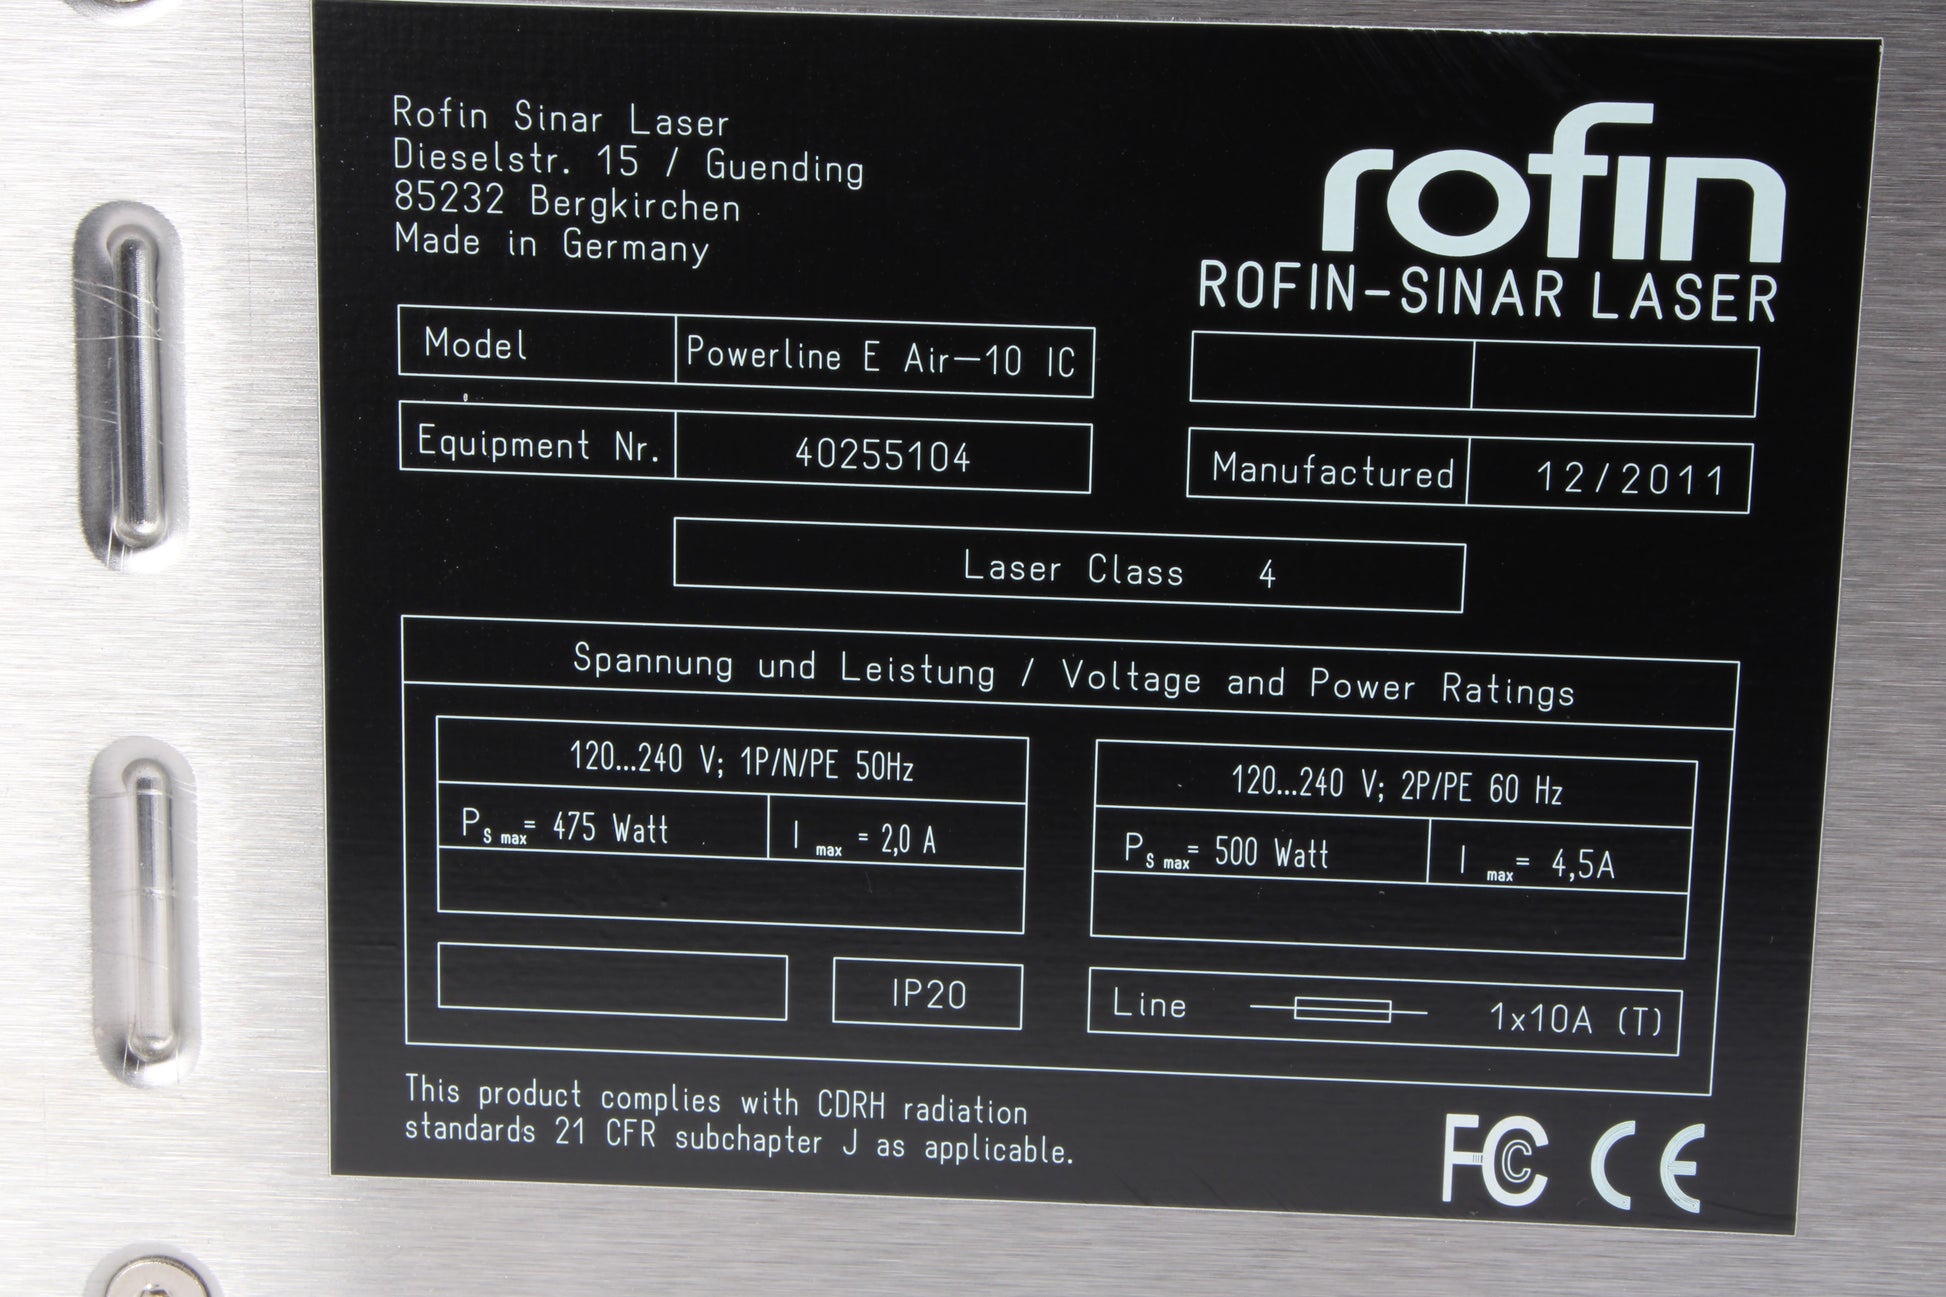 Rofin Sinar Laser
Dieselstr. 15 / Guending
85232 Bergkirchen
Made in Germany
rofin
ROFIN-SINAR LASER
Model Powerline E Air-10 IC
Equipment Nr. 40255104
Manufactured 12/2011
Laser Class 4
Spannung und Leistung / Voltage and Power Ratings
120...240 V; 1P/N/PE 50Hz
PS max= 475 Watt I max = 2,0 A
120...240 V; 2P/PE 60 Hz
PS max= 500 Watt I max= 4,5A
IP20
Line 1x10A (T)
This product complies with CDRH radiation
standards 21 CFR subchapter J as applicable.
FC CE